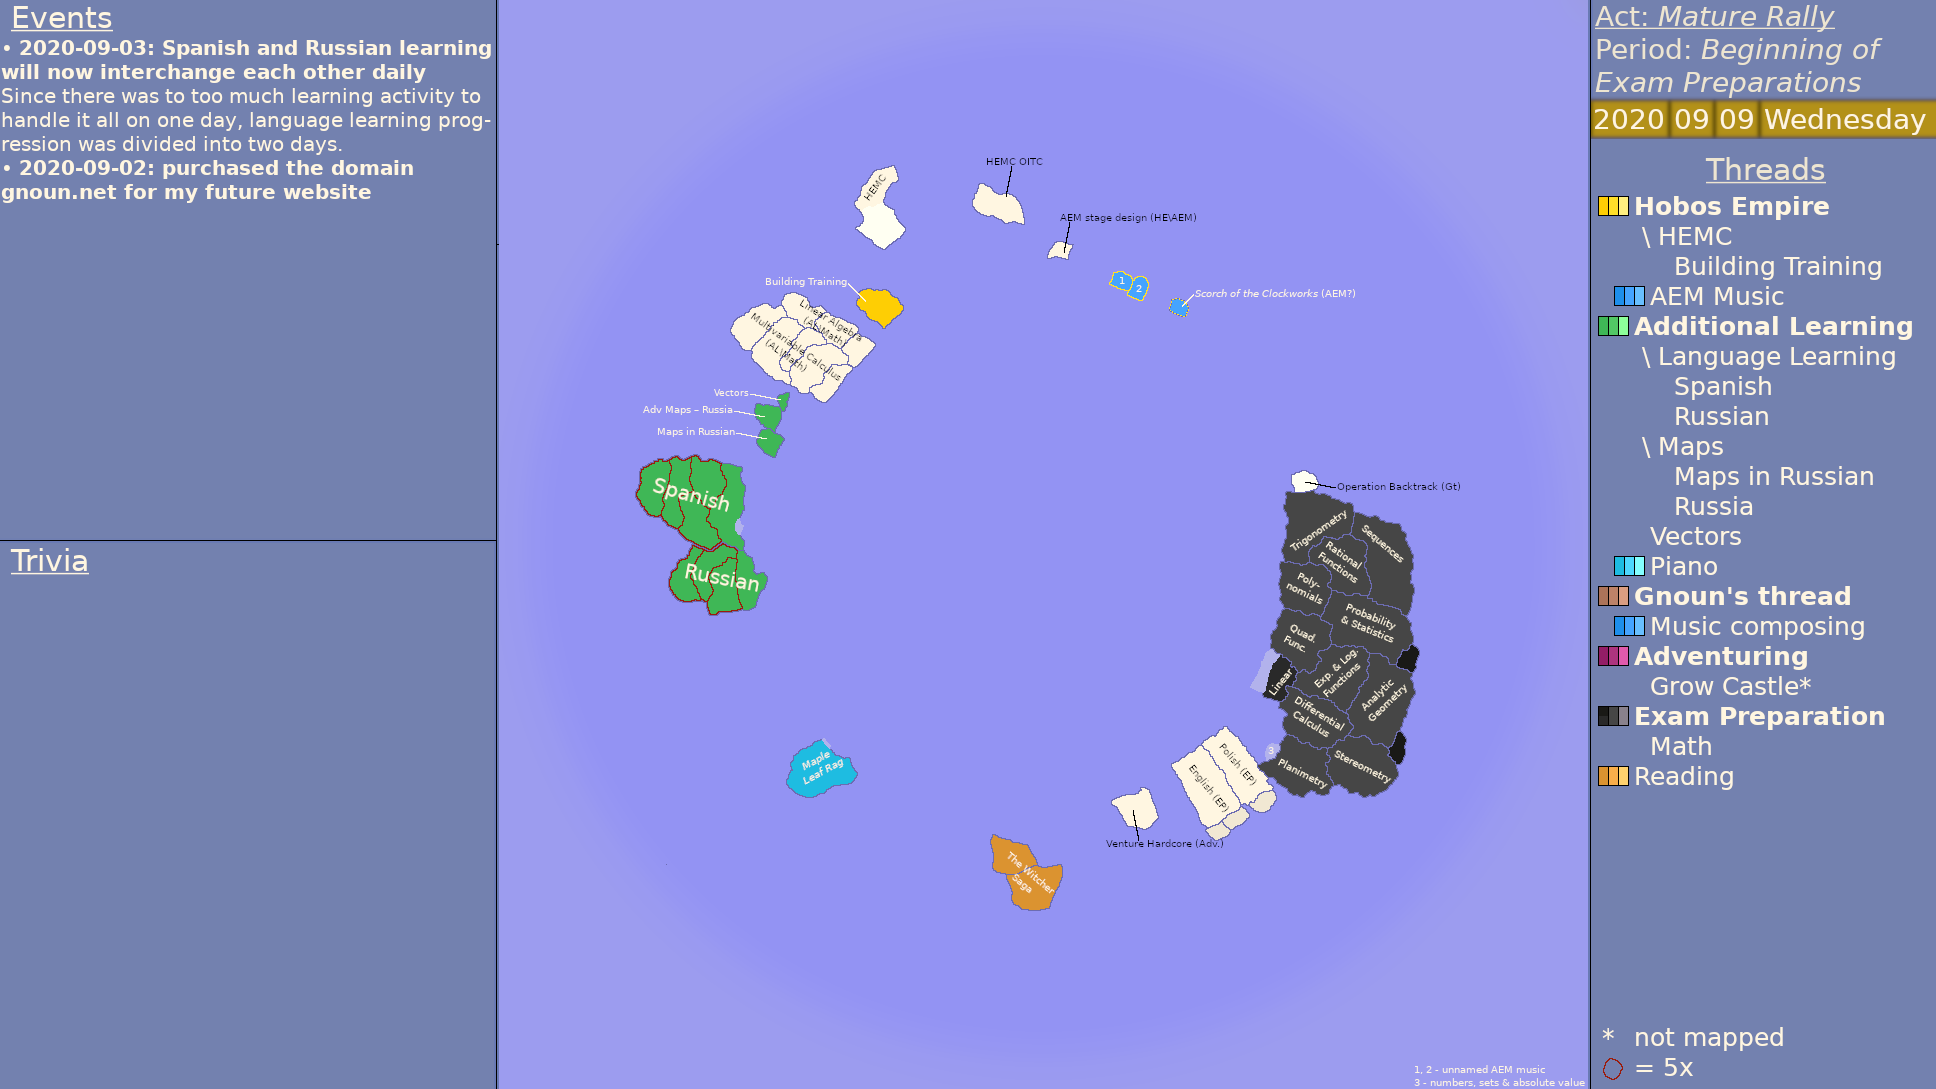 Events
• 2020-09-03: Spanish and Russian learning
will now interchange each other daily
Since there was to too much learning activity to
handle it all on one day, language learning prog-
ression was divided into two days.
• 2020-09-02: purchased the domain
gnoun.net for my future website
Trivia
HEMC
HEMC OITC
AEM stage design (HE\AEM)
1
2
Scorch of the Clockworks (AEM?)
Building Training
Linear Algebra
(AL\Math)
Multivariable Calculus
(AL\Math)
Vectors
Adv Maps – Russia
Maps in Russian
Spanish
Russian
Operation Backtrack (Gt)
Trigonometry
Sequences
Rational
Functions
Poly-
nomials
Probability
& Statistics
Quad.
Func.
Exp. & Log.
Functions
Linear
Analytic
Geometry
Differential
Calculus
3
Planimetry
Stereometry
Polish (EP)
English (EP)
Maple
Leaf Rag
Venture Hardcore (Adv.)
The Witcher
Saga
1, 2 - unnamed AEM music
3 - numbers, sets & absolute value
Act: Mature Rally
Period: Beginning of
Exam Preparations
2020 09 09 Wednesday
Threads
Hobos Empire
\ HEMC
Building Training
AEM Music
Additional Learning
\ Language Learning
Spanish
Russian
\ Maps
Maps in Russian
Russia
Vectors
Piano
Gnoun's thread
Music composing
Adventuring
Grow Castle*
Exam Preparation
Math
Reading
* not mapped
= 5x